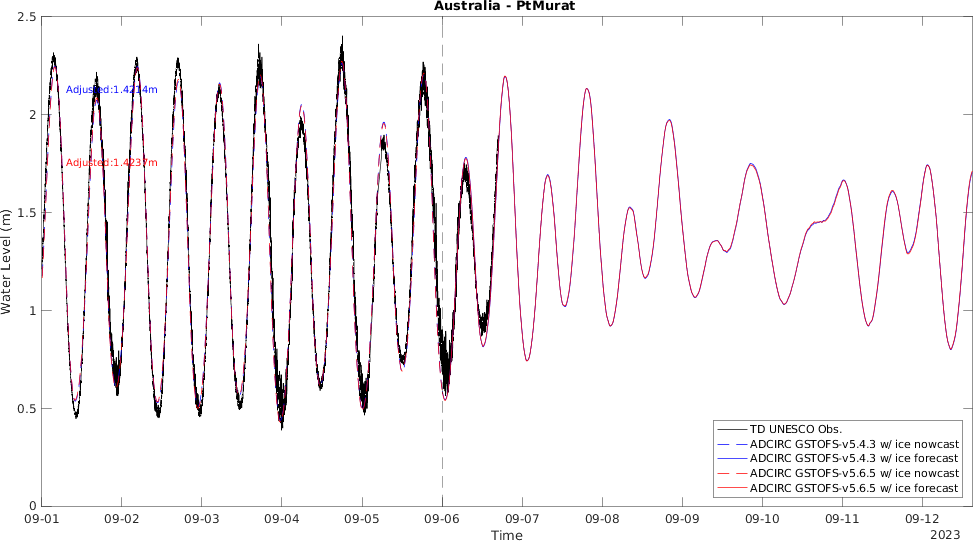 Australia - PtMurat
2.5
2
1.5
1
0.5
0
Water Level (m)
Adjusted:1.4214m
Adjusted:1.4237m
TD UNESCO Obs.
ADCIRC GSTOFS-v5.4.3 w/ ice nowcast
ADCIRC GSTOFS-v5.4.3 w/ ice forecast
ADCIRC GSTOFS-v5.6.5 w/ ice nowcast
ADCIRC GSTOFS-v5.6.5 w/ ice forecast
09-01 09-02 09-03 09-04 09-05 09-06 09-07 09-08 09-09 09-10 09-11 09-12
Time
2023